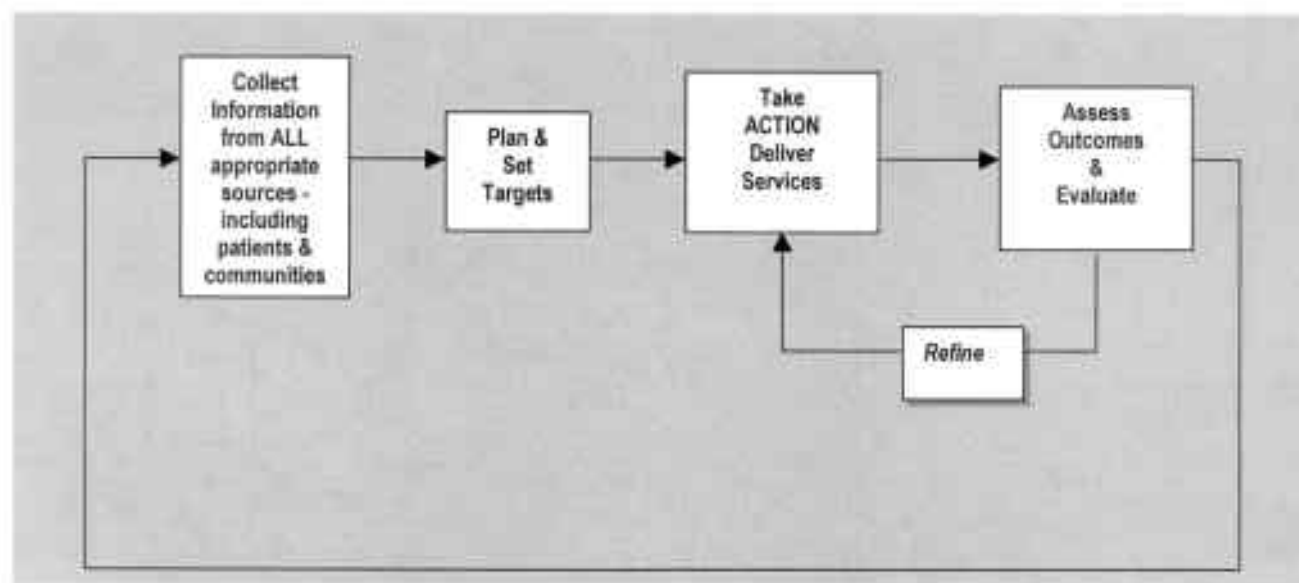 Collect
Information
from ALL
appropriate
sources -
including
patients &
communities
Plan &
Set
Targets
Take
ACTION
Deliver
Services
Assess
Outcomes
&
Evaluate
Refine